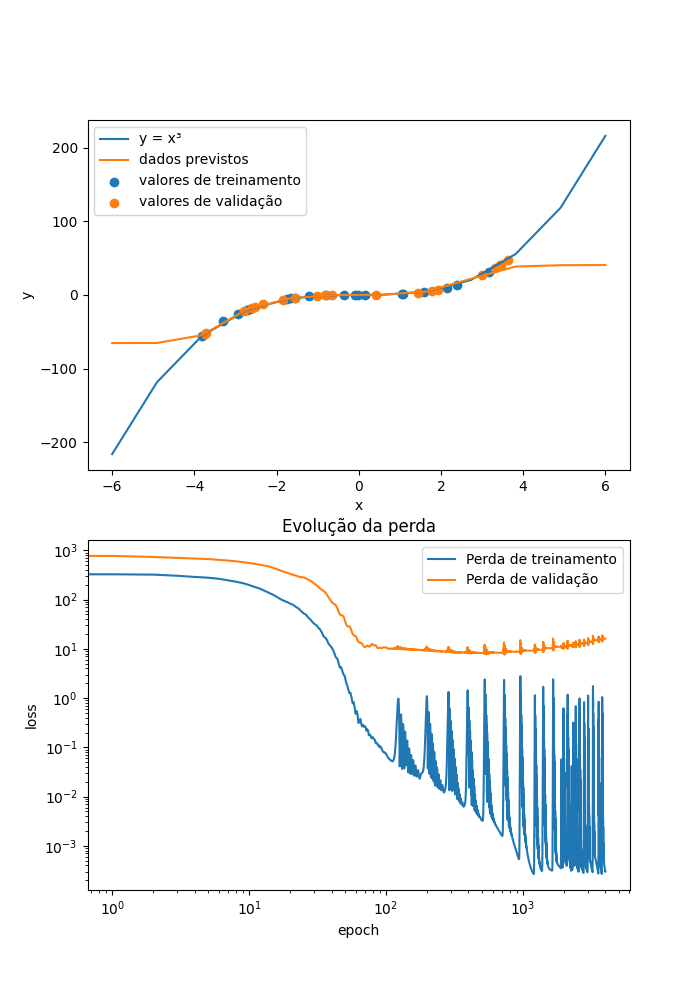 y = x³
dados previstos
valores de treinamento
valores de validação
200
100
0
−100
−200
y
−6 −4 −2 0 2 4 6
x
Evolução da perda
Perda de treinamento
Perda de validação
10³
10²
10¹
10⁰
10⁻¹
10⁻²
10⁻³
loss
10⁰ 10¹ 10² 10³
epoch